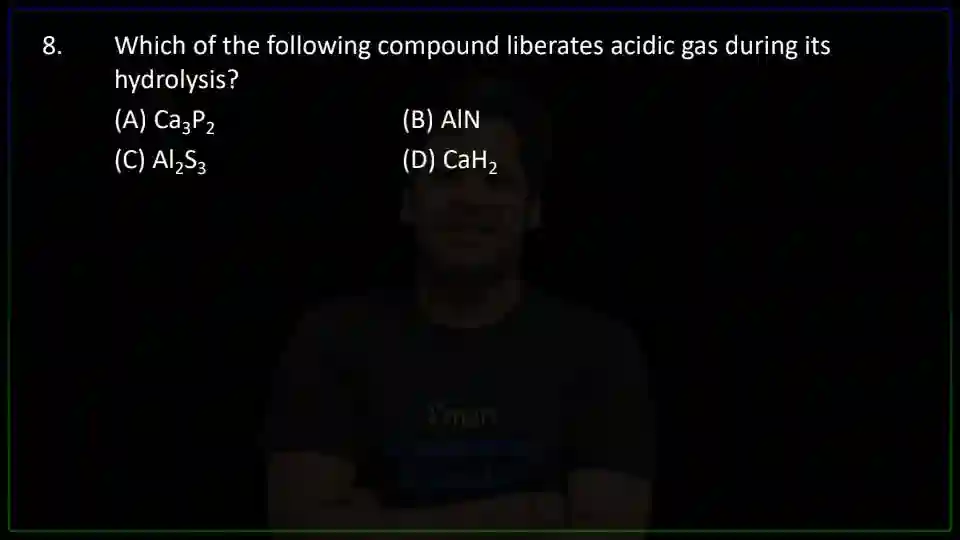 8. Which of the following compound liberates acidic gas during its
hydrolysis?
(A) Ca₃P₂ (B) AlN
(C) Al₂S₃ (D) CaH₂